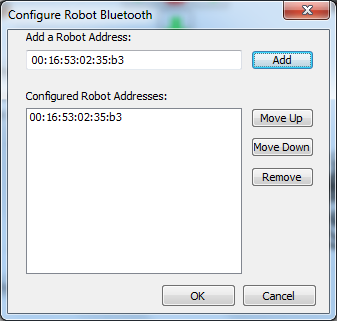 Configure Robot Bluetooth
Add a Robot Address:
00:16:53:02:35:b3
Add
Configured Robot Addresses:
00:16:53:02:35:b3
Move Up
Move Down
Remove
OK
Cancel